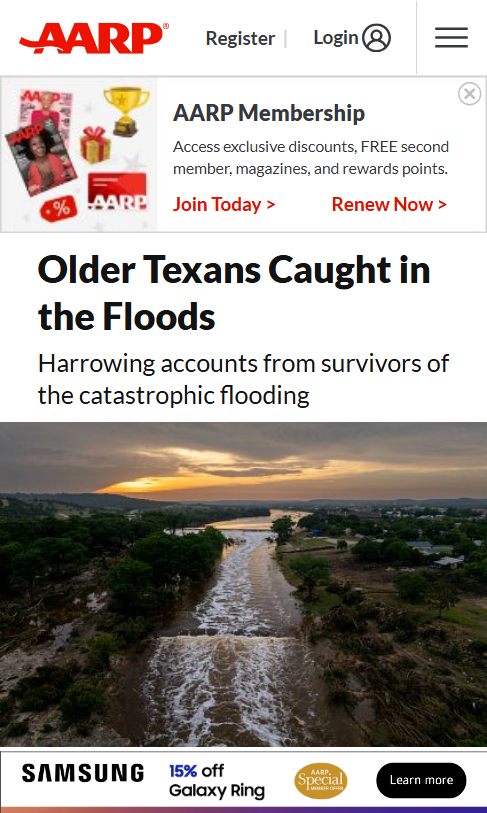 AARP®
Register | Login
AARP Membership
Access exclusive discounts, FREE second
member, magazines, and rewards points.
Join Today >
Renew Now >
AARP
%
Older Texans Caught in
the Floods
Harrowing accounts from survivors of
the catastrophic flooding
SAMSUNG
15% off
Galaxy Ring
AARP
Special
MEMBER OFFER
Learn more